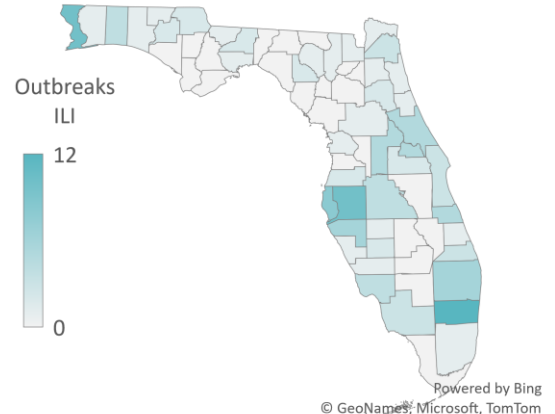 Outbreaks
ILI
12
0
Powered by Bing
© GeoNames, Microsoft, TomTom